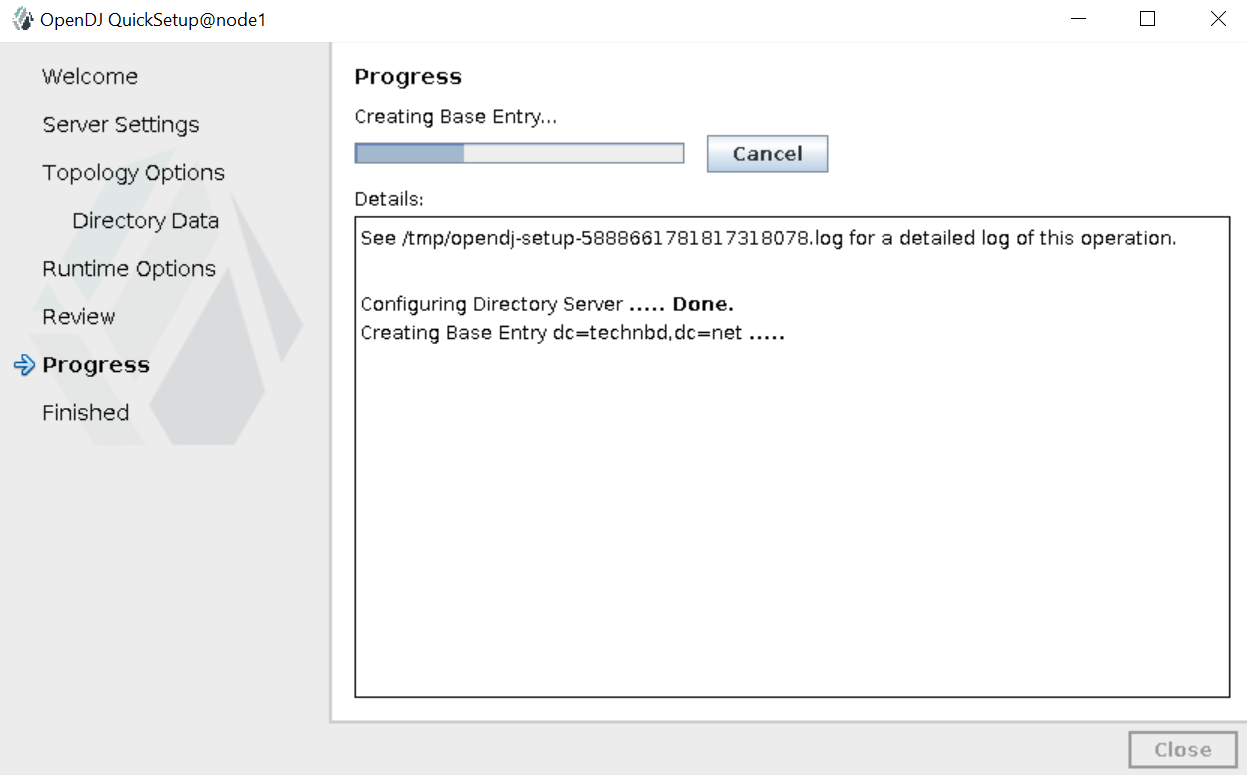 OpenDJ QuickSetup@node1
Welcome
Server Settings
Topology Options
Directory Data
Runtime Options
Review
Progress
Finished
Progress
Creating Base Entry...
Cancel
Details:
See /tmp/opendj-setup-5888661781817318078.log for a detailed log of this operation.
Configuring Directory Server ..... Done.
Creating Base Entry dc=technbd,dc=net .....
Close